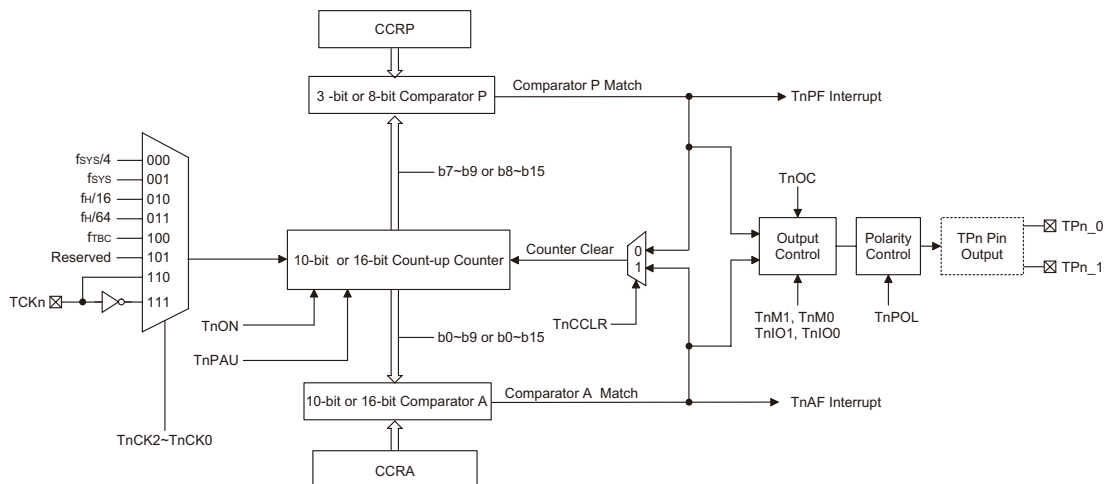 CCRP
3 -bit or 8-bit Comparator P
Comparator P Match
TnPF Interrupt
b7~b9 or b8~b15
fSYS/4
000
fSYS
001
fH/16
010
fH/64
011
fTBC
100
Reserved
101
110
TCKn
111
TnCK2~TnCK0
10-bit or 16-bit Count-up Counter
Counter Clear
0
1
TnCCLR
TnON
TnPAU
b0~b9 or b0~b15
TnOC
Output
Control
TnM1, TnM0
TnIO1, TnIO0
Polarity
Control
TnPOL
TPn Pin
Output
TPn_0
TPn_1
10-bit or 16-bit Comparator A
Comparator A Match
TnAF Interrupt
CCRA